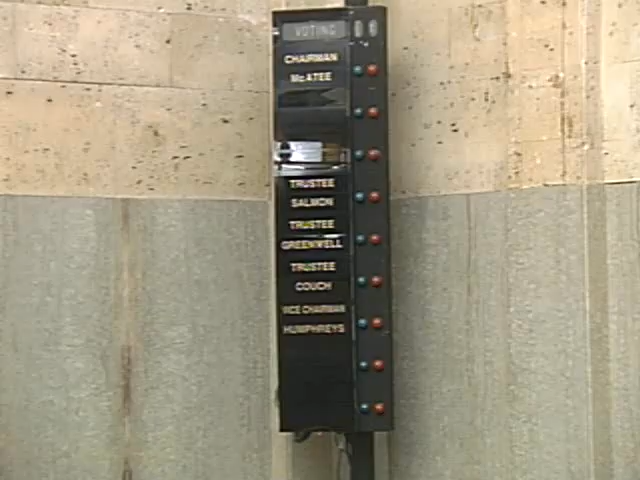 VOTING
CHAIRMAN
McATEE
TRUSTEE
SALMON
TRUSTEE
GREENWELL
TRUSTEE
COUCH
VICE CHAIRMAN
HUMPHREYS